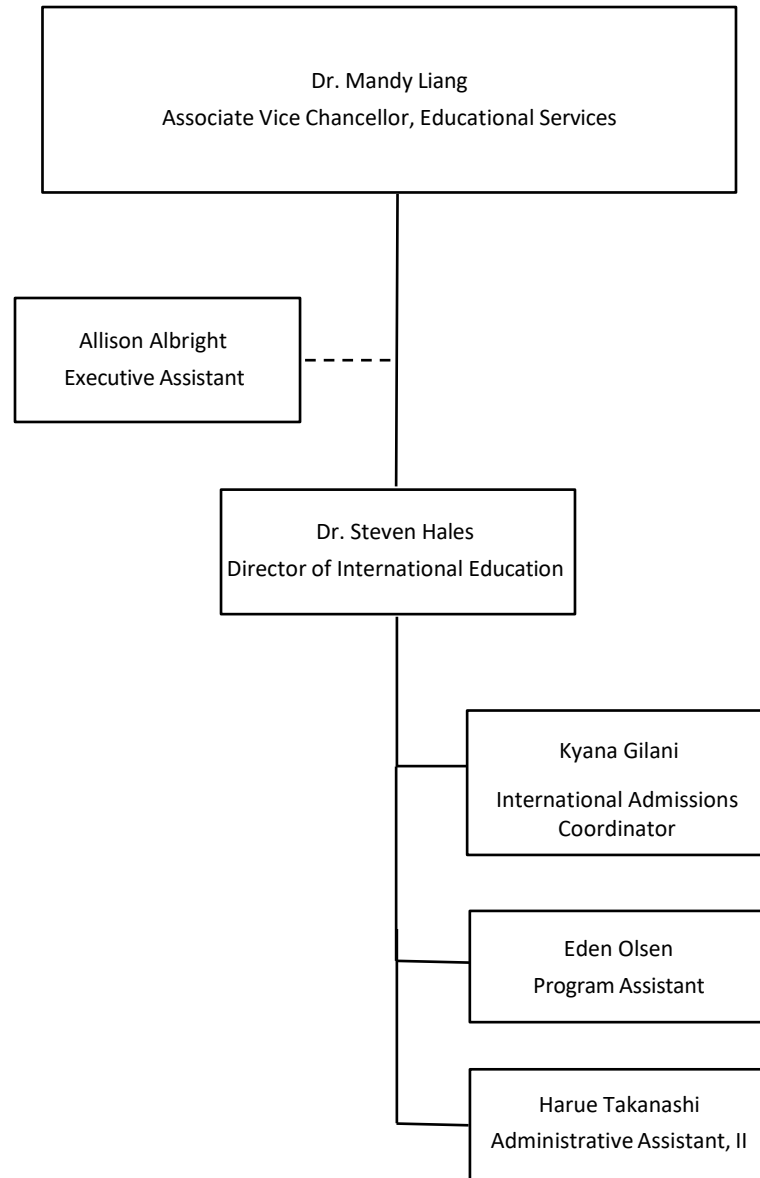 Dr. Mandy Liang
Associate Vice Chancellor, Educational Services
Allison Albright
Executive Assistant
Dr. Steven Hales
Director of International Education
Kyana Gilani
International Admissions
Coordinator
Eden Olsen
Program Assistant
Harue Takanashi
Administrative Assistant, II